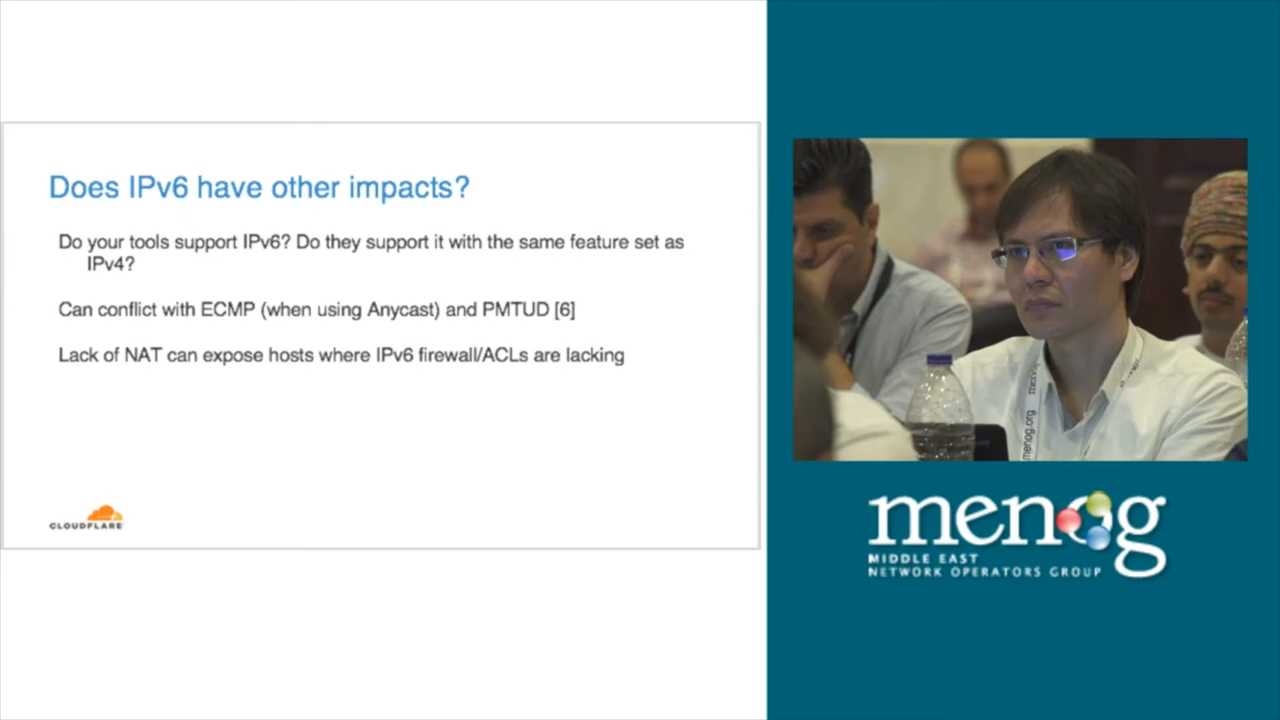 Does IPv6 have other impacts?
Do your tools support IPv6? Do they support it with the same feature set as
IPv4?
Can conflict with ECMP (when using Anycast) and PMTUD [6]
Lack of NAT can expose hosts where IPv6 firewall/ACLs are lacking
CLOUDFLARE
menog.org
menog
MIDDLE EAST
NETWORK OPERATORS GROUP